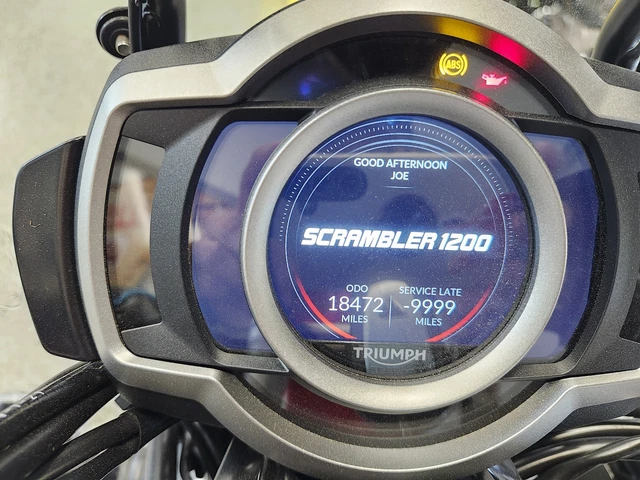 ABS
GOOD AFTERNOON
JOE
SCRAMBLER 1200
ODO
18472
MILES
SERVICE LATE
-9999
MILES
TRIUMPH